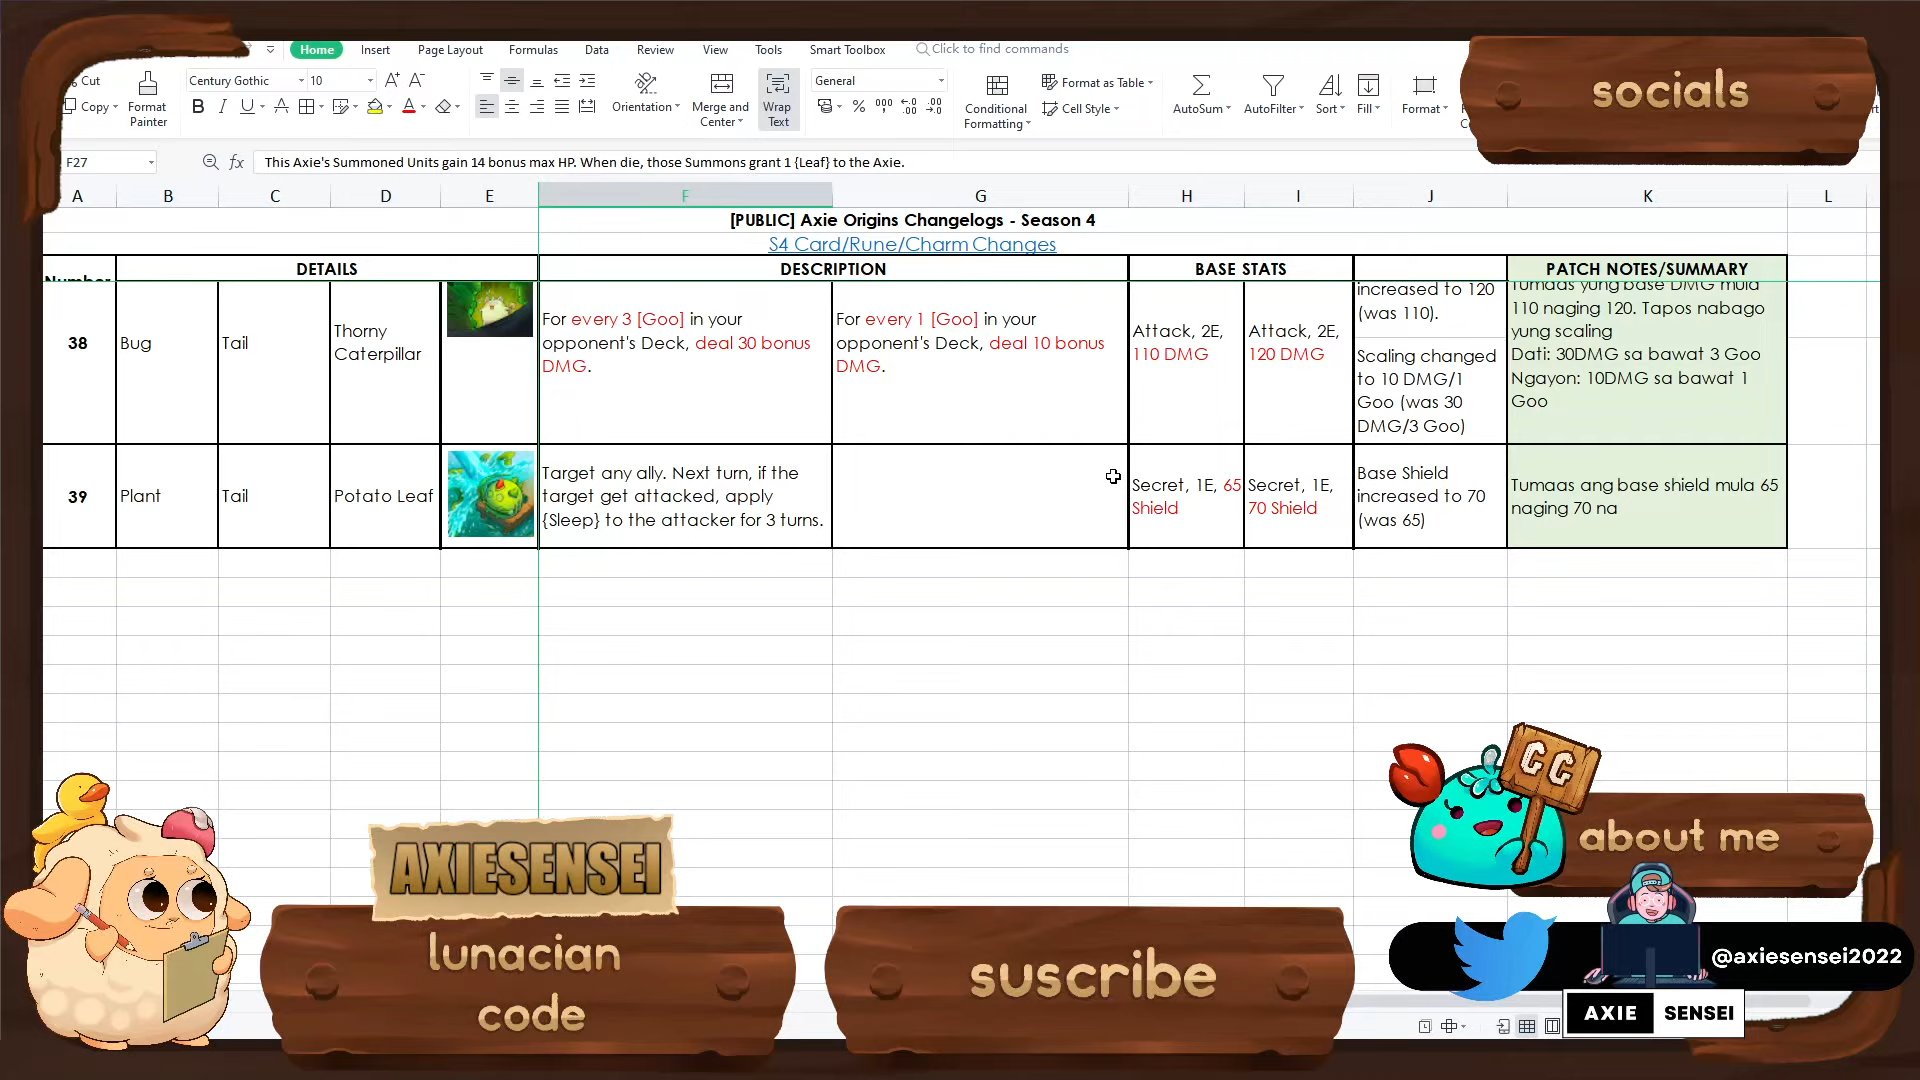 Home Insert Page Layout Formulas Data Review View Tools Smart Toolbox Click to find commands
Cut
Copy
Format
Painter
Century Gothic 10
Orientation
Merge and
Center
Wrap
Text
General
Conditional
Formatting
Format as Table
Cell Style
AutoSum AutoFilter Sort Fill Format
socials
F27
fx
This Axie's Summoned Units gain 14 bonus max HP. When die, those Summons grant 1 {Leaf} to the Axie.
A B C D E F G H I J K L
[PUBLIC] Axie Origins Changelogs - Season 4
S4 Card/Rune/Charm Changes
Number DETAILS DESCRIPTION BASE STATS PATCH NOTES/SUMMARY
38
Bug
Tail
Thorny
Caterpillar
For every 3 [Goo] in your
opponent's Deck, deal 30 bonus
DMG.
For every 1 [Goo] in your
opponent's Deck, deal 10 bonus
DMG.
Attack, 2E,
110 DMG
Attack, 2E,
120 DMG
increased to 120
(was 110).
Scaling changed
to 10 DMG/1
Goo (was 30
DMG/3 Goo)
Tumaas yung base DMG mula
110 naging 120. Tapos nabago
yung scaling
Dati: 30DMG sa bawat 3 Goo
Ngayon: 10DMG sa bawat 1
Goo
39
Plant
Tail
Potato Leaf
Target any ally. Next turn, if the
target get attacked, apply
{Sleep} to the attacker for 3 turns.
Secret, 1E, 65
Shield
Secret, 1E,
70 Shield
Base Shield
increased to 70
(was 65)
Tumaas ang base shield mula 65
naging 70 na
CC
about me
AXIESENSEI
lunacian
code
suscribe
@axiesensei2022
AXIE SENSEI